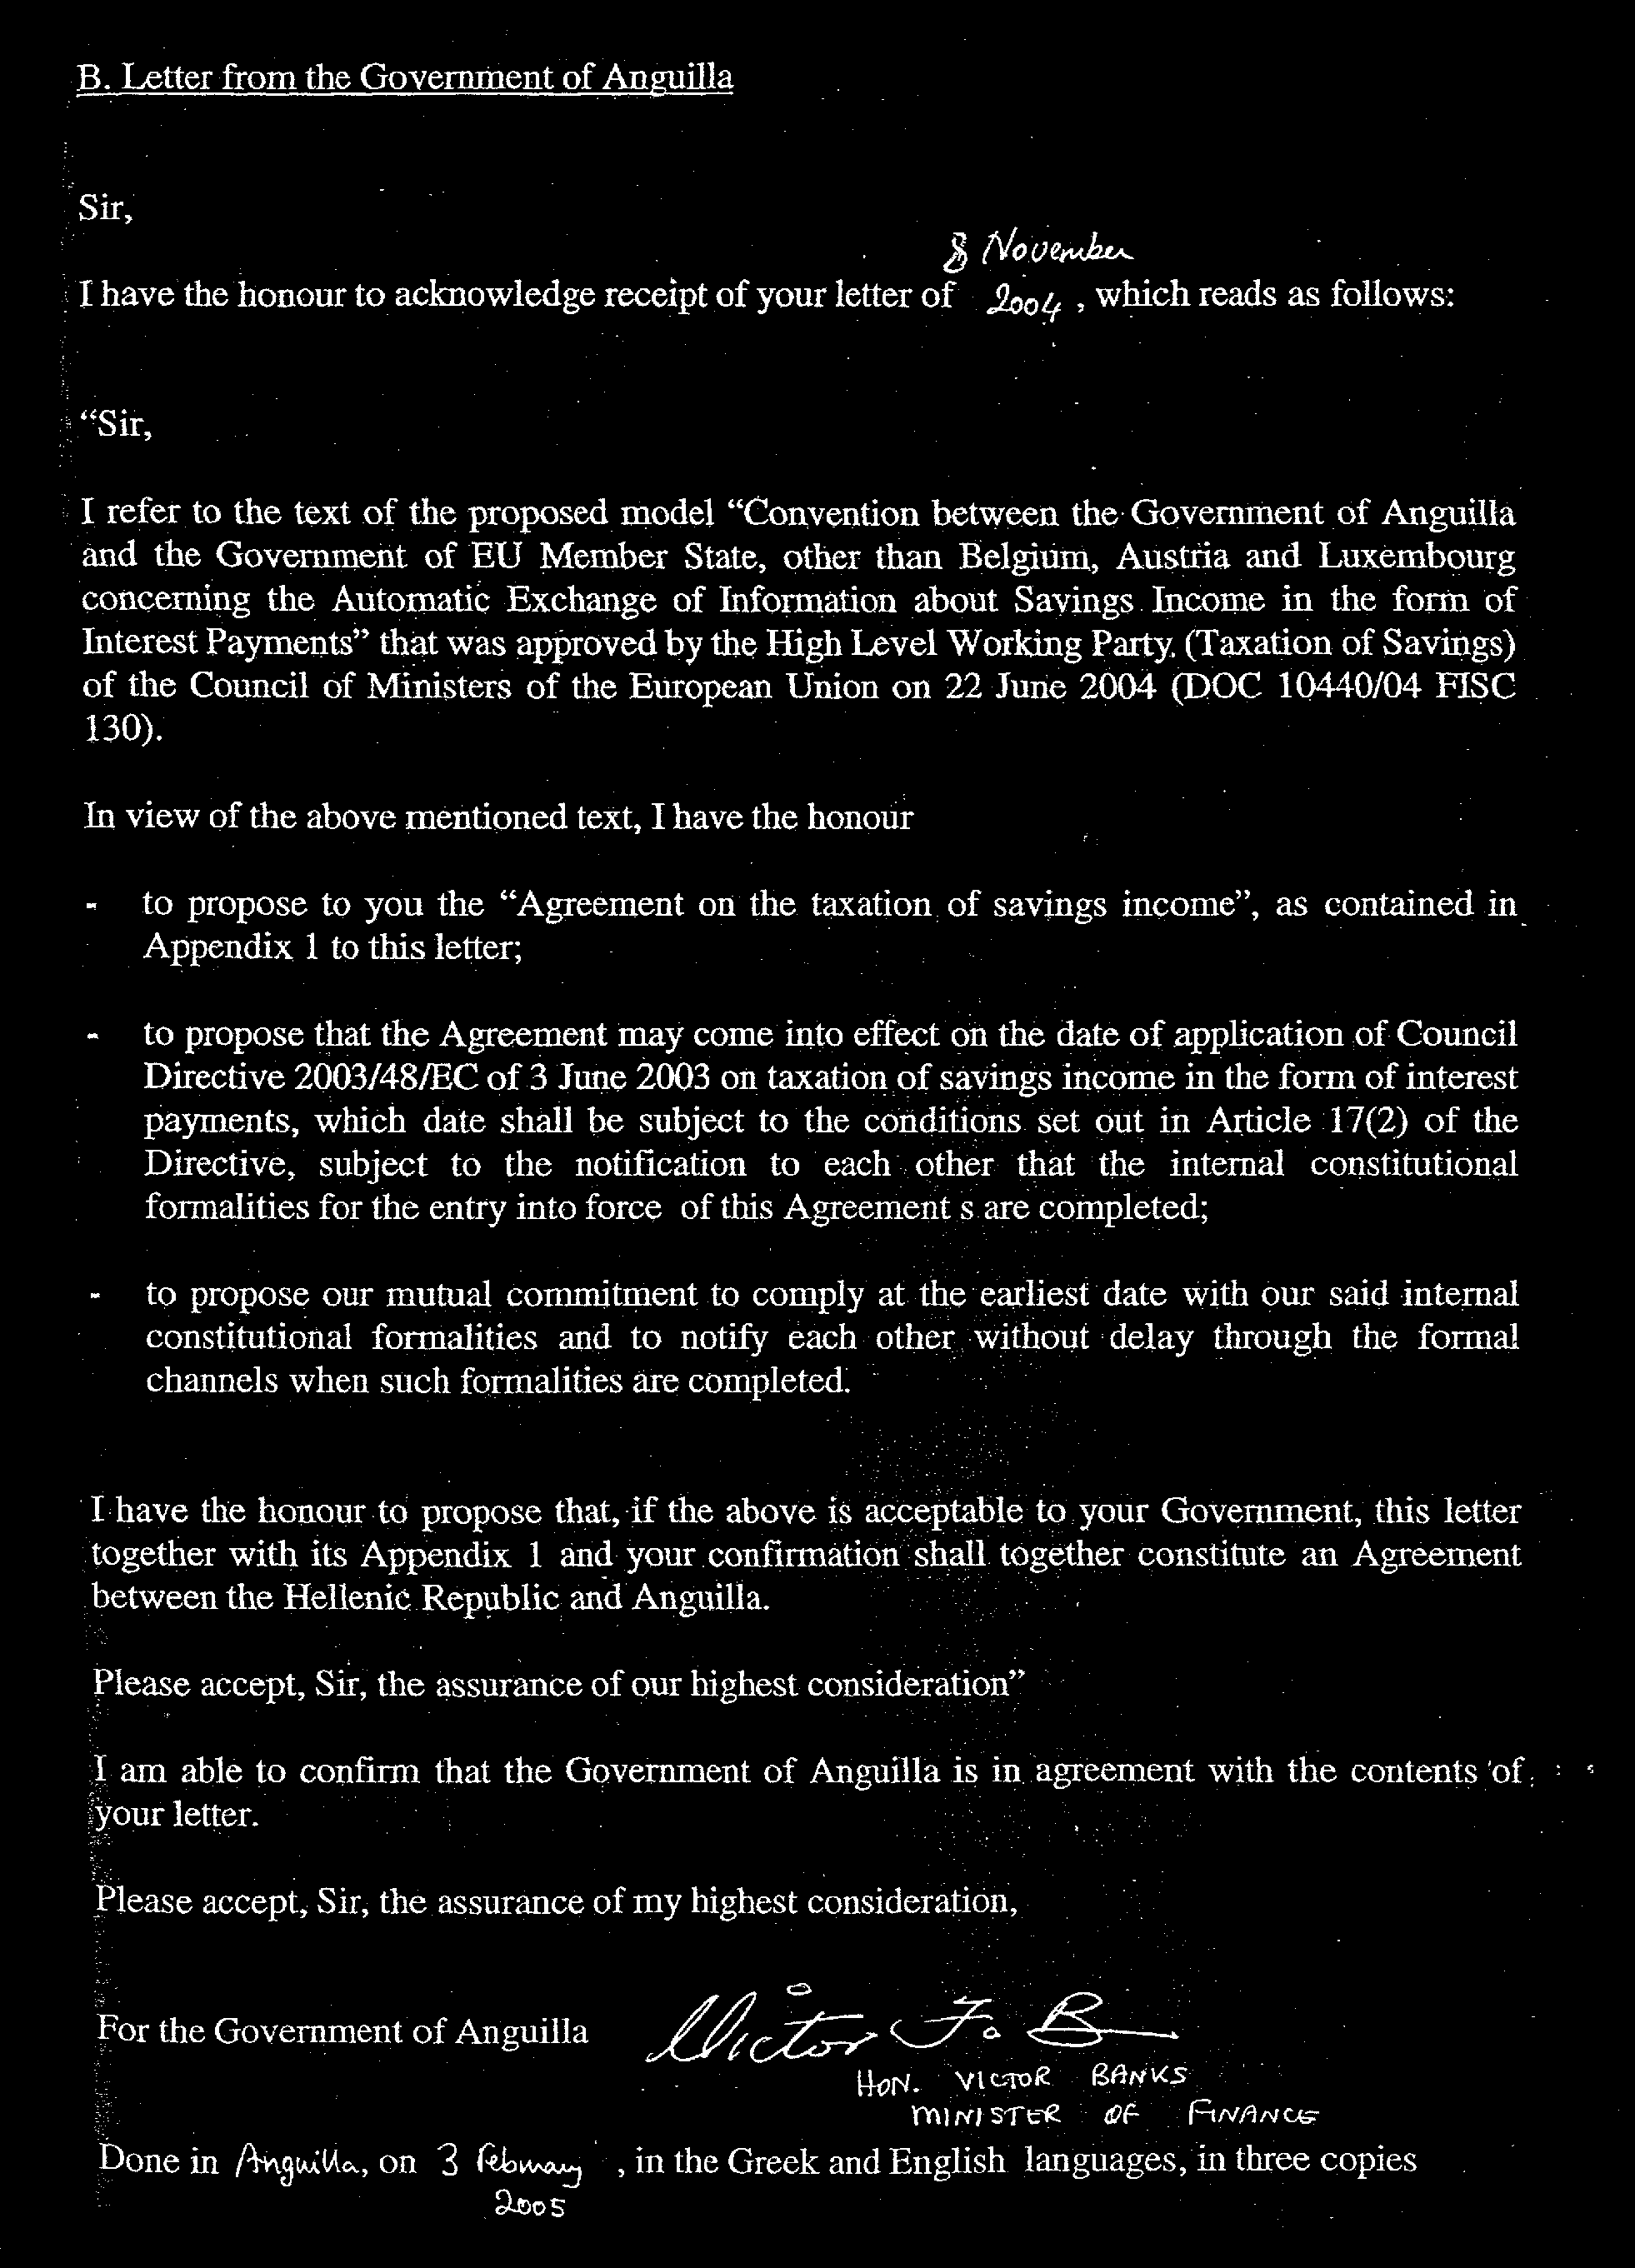 B. Letter from the Government of Anguilla
Sir,
8 November
I have the honour to acknowledge receipt of your letter of 2004 , which reads as follows:
“Sir,
I refer to the text of the proposed model “Convention between the Government of Anguilla
and the Government of EU Member State, other than Belgium, Austria and Luxembourg
concerning the Automatic Exchange of Information about Savings Income in the form of
Interest Payments” that was approved by the High Level Working Party (Taxation of Savings)
of the Council of Ministers of the European Union on 22 June 2004 (DOC 10440/04 FISC
130).
In view of the above mentioned text, I have the honour
- to propose to you the “Agreement on the taxation of savings income”, as contained in
Appendix 1 to this letter;
- to propose that the Agreement may come into effect on the date of application of Council
Directive 2003/48/EC of 3 June 2003 on taxation of savings income in the form of interest
payments, which date shall be subject to the conditions set out in Article 17(2) of the
Directive, subject to the notification to each other that the internal constitutional
formalities for the entry into force of this Agreement s are completed;
- to propose our mutual commitment to comply at the earliest date with our said internal
constitutional formalities and to notify each other without delay through the formal
channels when such formalities are completed.
I have the honour to propose that, if the above is acceptable to your Government, this letter
together with its Appendix 1 and your confirmation shall together constitute an Agreement
between the Hellenic Republic and Anguilla.
Please accept, Sir, the assurance of our highest consideration”
I am able to confirm that the Government of Anguilla is in agreement with the contents of
your letter.
Please accept, Sir, the assurance of my highest consideration,
For the Government of Anguilla Victor F. B
HON. VICTOR BANKS
MINISTER OF FINANCE
Done in Anguilla, on 3 February , in the Greek and English languages, in three copies
2005